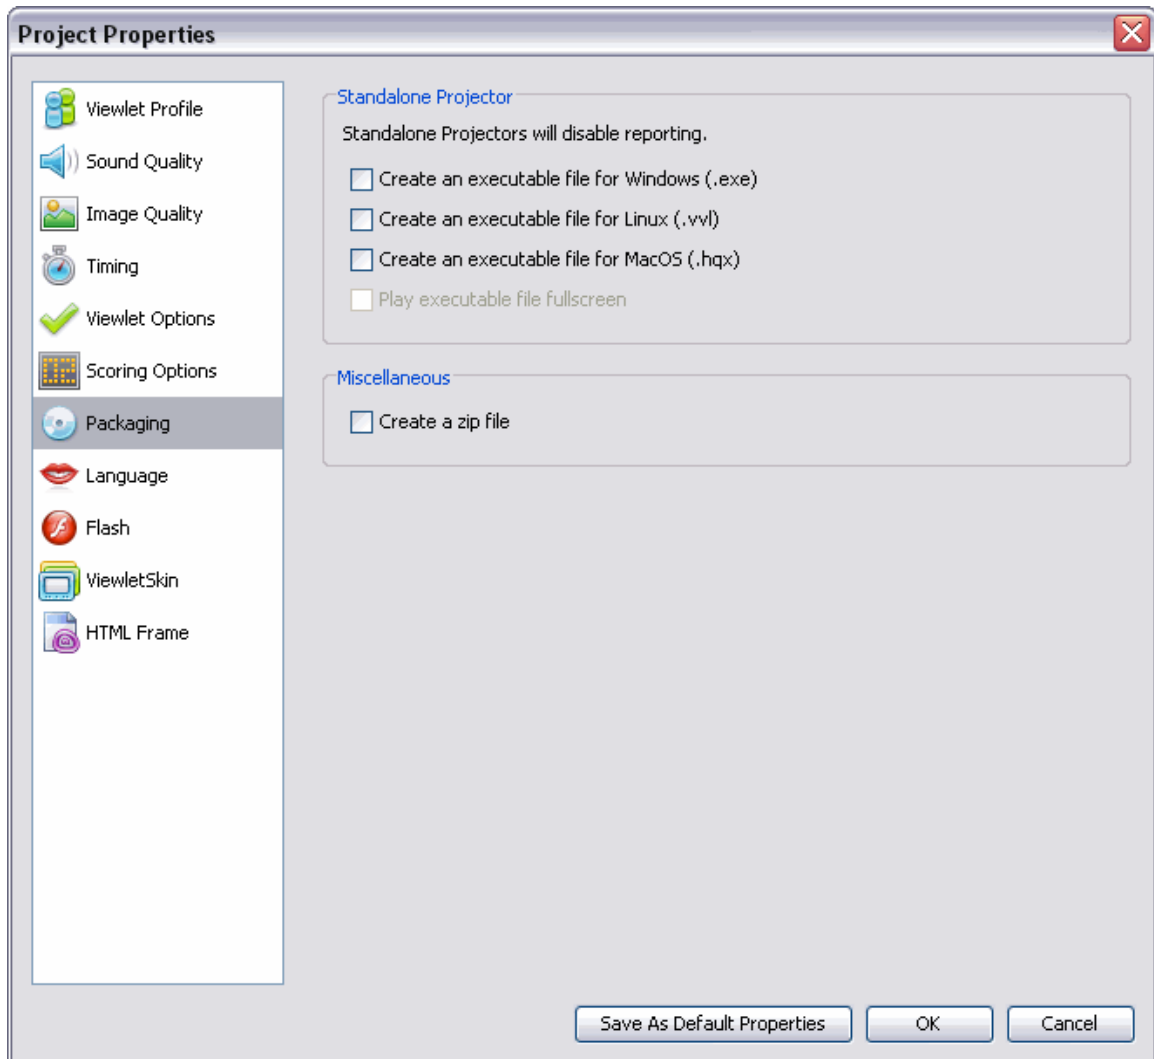 Project Properties
Viewlet Profile
Sound Quality
Image Quality
Timing
Viewlet Options
Scoring Options
Packaging
Language
Flash
ViewletSkin
HTML Frame
Standalone Projector
Standalone Projectors will disable reporting.
Create an executable file for Windows (.exe)
Create an executable file for Linux (.vvl)
Create an executable file for MacOS (.hqx)
Play executable file fullscreen
Miscellaneous
Create a zip file
Save As Default Properties
OK
Cancel